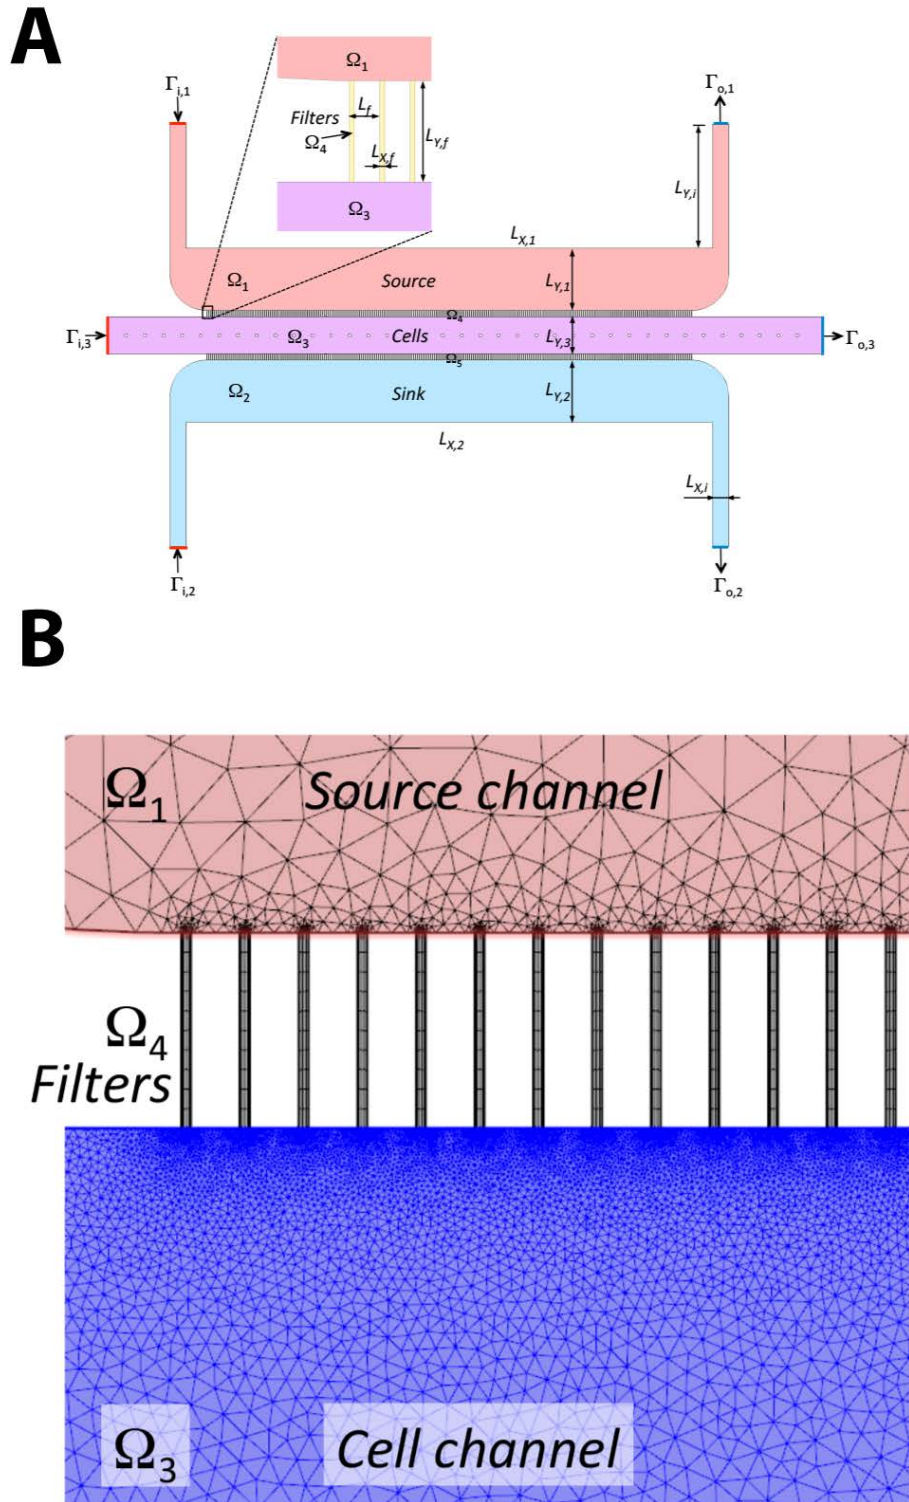 A
Γi,1
Γo,1
Ω1
Filters
Lf
Ω4
LX,f
LY,f
Ω3
LY,i
LX,1
Ω1
Source
LY,1
Ω4
Γi,3
Ω3
Cells
LY,3
Γo,3
Ω5
Ω2
Sink
LY,2
LX,2
LX,i
Γi,2
Γo,2
B
Ω1
Source channel
Ω4
Filters
Ω3
Cell channel